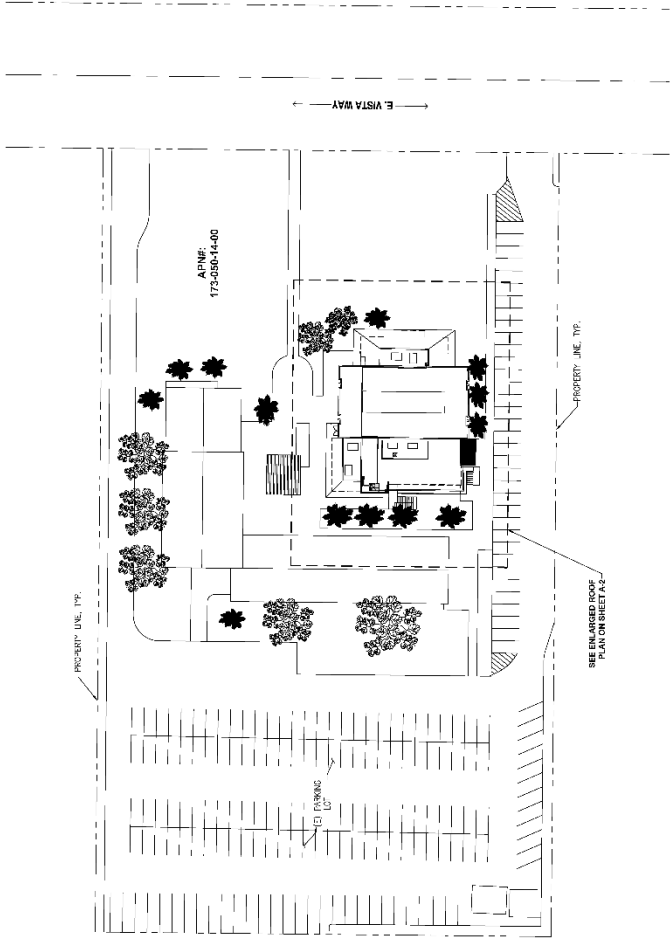 E. VISTA WAY
APN#:
173-050-14-00
PROPERTY LINE, TYP.
PROPERTY LINE, TYP.
SEE ENLARGED ROOF
PLAN ON SHEET A-2
(E) PARKING
LOT